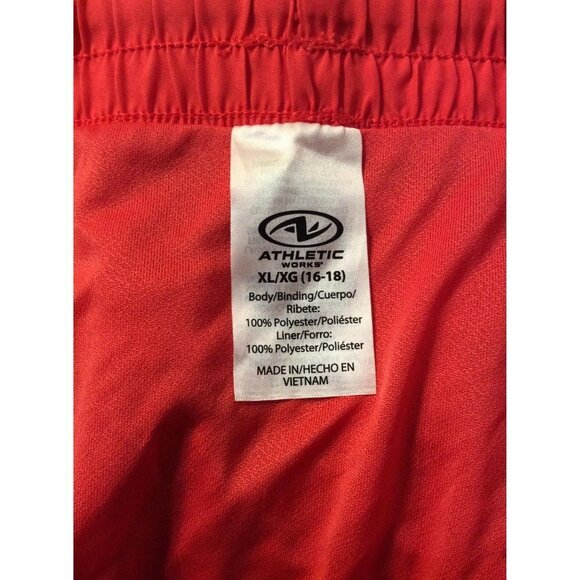 ATHLETIC
WORKS®
XL/XG (16-18)
Body/Binding/Cuerpo/
Ribete:
100% Polyester/Poliéster
Liner/Forro:
100% Polyester/Poliéster
MADE IN/HECHO EN
VIETNAM